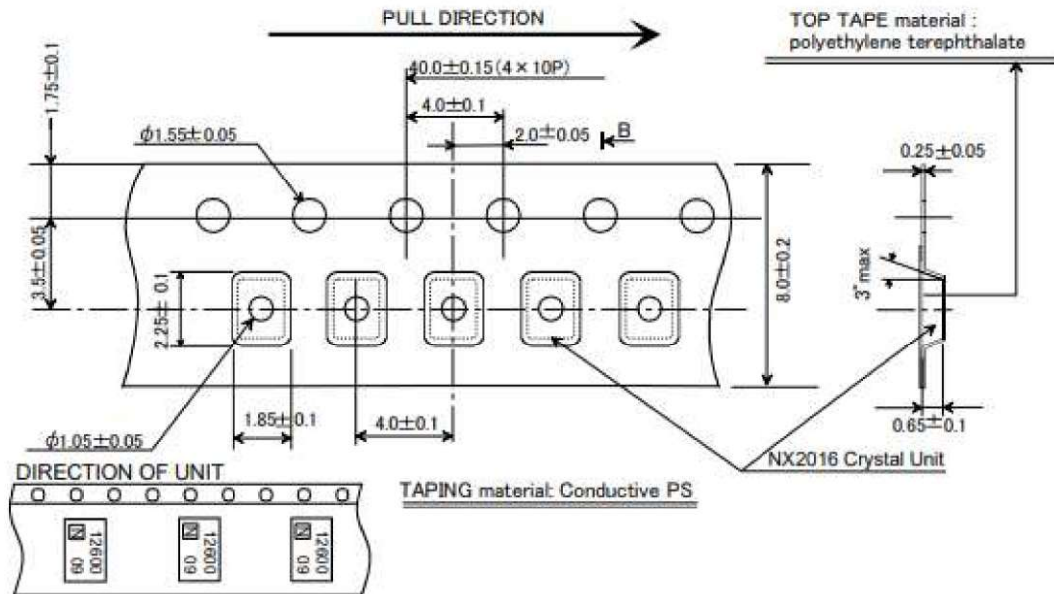 PULL DIRECTION
TOP TAPE material :
polyethylene terephthalate
1.75±0.1
40.0±0.15(4×10P)
4.0±0.1
φ1.55±0.05
2.0±0.05
B
0.25±0.05
3.5±0.05
2.25± 0.1
8.0±0.2
3° max
1.85±0.1
4.0±0.1
φ1.05±0.05
0.65±0.1
NX2016 Crystal Unit
DIRECTION OF UNIT
TAPING material: Conductive PS
N 12600
09
N 12600
09
N 12600
09